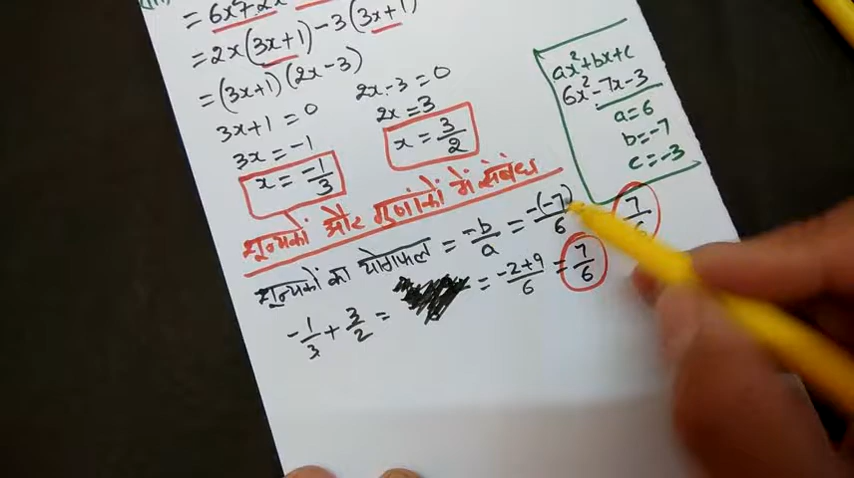 (iii)
= 6x²-7x
= 2x(3x+1)-3(3x+1)
= (3x+1)(2x-3)
3x+1 = 0
3x = -1
x = -1/3
2x-3 = 0
2x = 3
x = 3/2
ax²+bx+c
6x²-7x-3
a=6
b=-7
c=-3
शून्यकों और गुणांकों में संबंध
शून्यकों का योगफल = -b/a = -(-7)/6 7/6
-1/3 + 3/2 = = -2+9/6 = 7/6